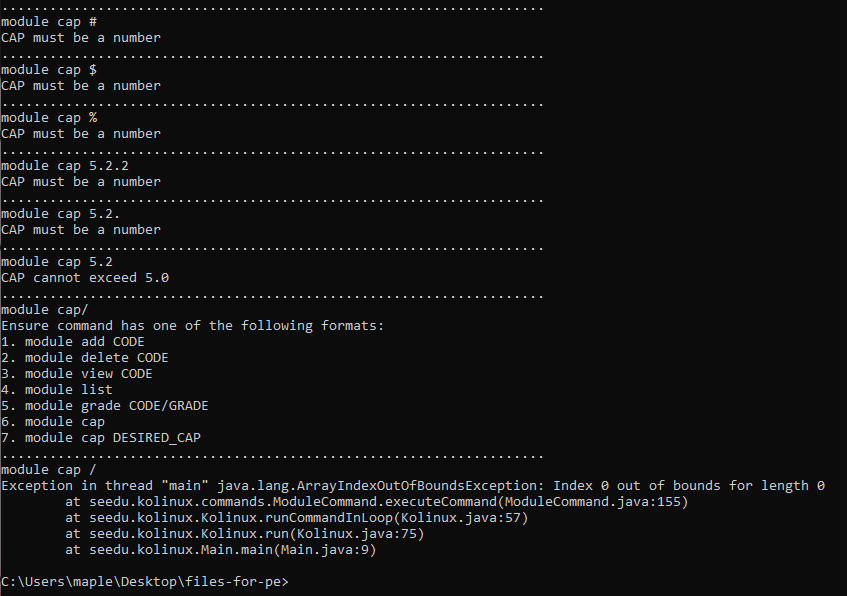 ....................................................................
module cap #
CAP must be a number
....................................................................
module cap $
CAP must be a number
....................................................................
module cap %
CAP must be a number
....................................................................
module cap 5.2.2
CAP must be a number
....................................................................
module cap 5.2.
CAP must be a number
....................................................................
module cap 5.2
CAP cannot exceed 5.0
....................................................................
module cap/
Ensure command has one of the following formats:
1. module add CODE
2. module delete CODE
3. module view CODE
4. module list
5. module grade CODE/GRADE
6. module cap
7. module cap DESIRED_CAP
....................................................................
module cap /
Exception in thread "main" java.lang.ArrayIndexOutOfBoundsException: Index 0 out of bounds for length 0
        at seedu.kolinux.commands.ModuleCommand.executeCommand(ModuleCommand.java:155)
        at seedu.kolinux.Kolinux.runCommandInLoop(Kolinux.java:57)
        at seedu.kolinux.Kolinux.run(Kolinux.java:75)
        at seedu.kolinux.Main.main(Main.java:9)
C:\Users\maple\Desktop\files-for-pe>